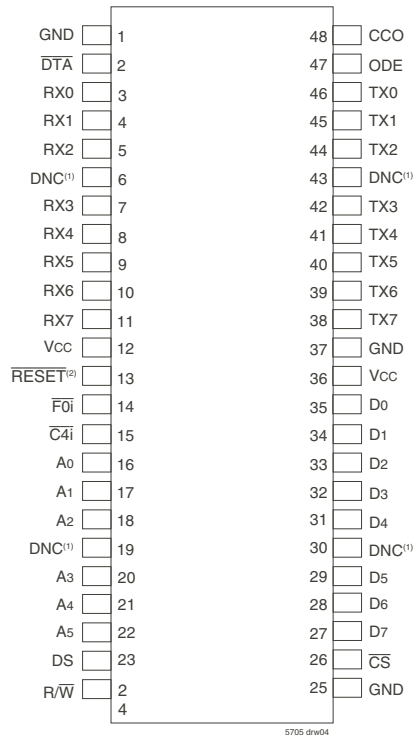 GND 1 48 CCO
D̅T̅A̅ 2 47 ODE
RX0 3 46 TX0
RX1 4 45 TX1
RX2 5 44 TX2
DNC(1) 6 43 DNC(1)
RX3 7 42 TX3
RX4 8 41 TX4
RX5 9 40 TX5
RX6 10 39 TX6
RX7 11 38 TX7
VCC 12 37 GND
R̅E̅S̅E̅T̅(2) 13 36 VCC
F̅0̅i̅ 14 35 D0
C̅4̅i̅ 15 34 D1
A0 16 33 D2
A1 17 32 D3
A2 18 31 D4
DNC(1) 19 30 DNC(1)
A3 20 29 D5
A4 21 28 D6
A5 22 27 D7
DS 23 26 C̅S̅
R/W̅ 2 25 GND
4
5705 drw04